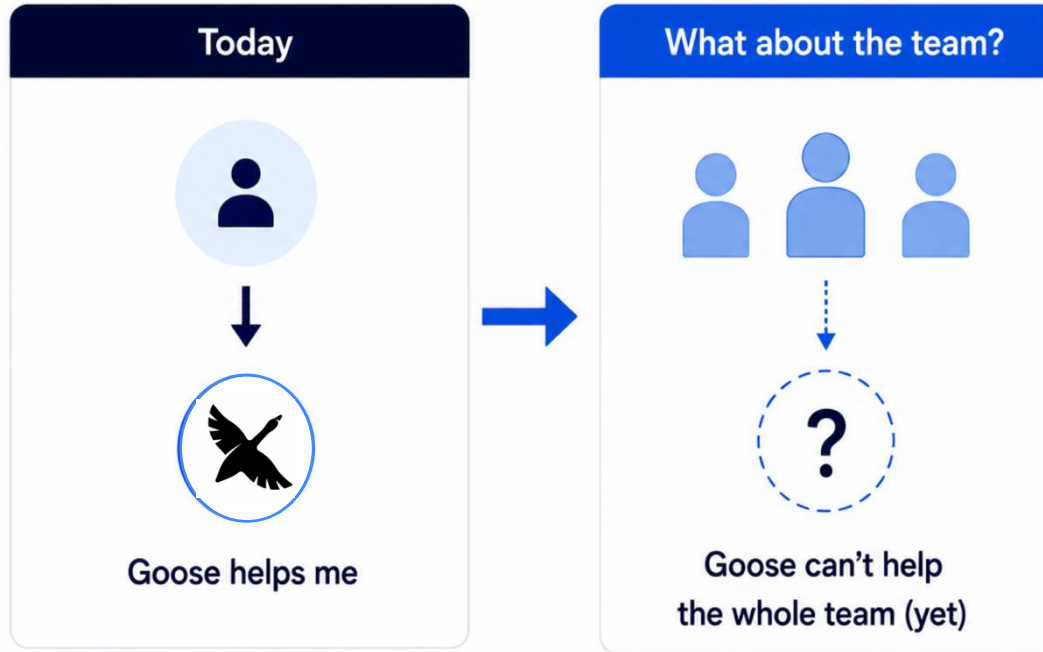 Today
Goose helps me
What about the team?
?
Goose can’t help
the whole team (yet)